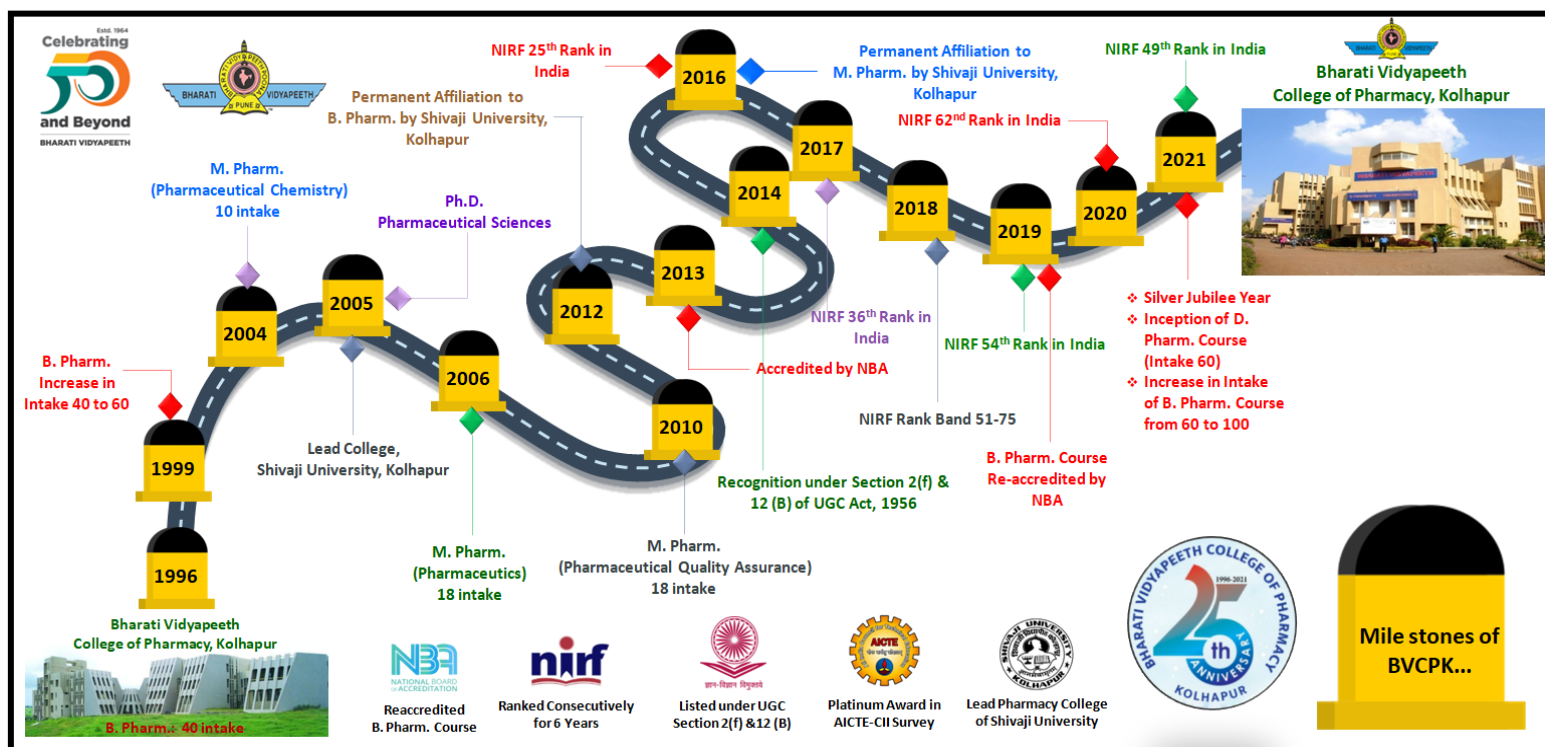 Estd. 1964
Celebrating
50
and Beyond
BHARATI VIDYAPEETH
BHARATI VIDYAPEETH POONA
BHARATI
VIDYAPEETH
PUNE
NIRF 25th Rank in
India
2016
Permanent Affiliation to
M. Pharm. by Shivaji University,
Kolhapur
NIRF 49th Rank in India
BHARATI
VIDYAPEETH
Bharati Vidyapeeth
College of Pharmacy, Kolhapur
Permanent Affiliation to
B. Pharm. by Shivaji University,
Kolhapur
NIRF 62nd Rank in India
2017
2021
M. Pharm.
(Pharmaceutical Chemistry)
10 intake
Ph.D.
Pharmaceutical Sciences
2014
2018
2019
2020
2013
2005
2012
2004
NIRF 36th Rank in
India
NIRF 54th Rank in India
❖ Silver Jubilee Year
❖ Inception of D.
Pharm. Course
(Intake 60)
❖ Increase in Intake
of B. Pharm. Course
from 60 to 100
B. Pharm.
Increase in
Intake 40 to 60
2006
Accredited by NBA
NIRF Rank Band 51-75
2010
Lead College,
Shivaji University, Kolhapur
1999
B. Pharm. Course
Re-accredited by
NBA
Recognition under Section 2(f) &
12 (B) of UGC Act, 1956
M. Pharm.
(Pharmaceutics)
18 intake
M. Pharm.
(Pharmaceutical Quality Assurance)
18 intake
1996
Bharati Vidyapeeth
College of Pharmacy, Kolhapur
B. Pharm.: 40 intake
NBA
NATIONAL BOARD
OF ACCREDITATION
Reaccredited
B. Pharm. Course
nirf
Ranked Consecutively
for 6 Years
ज्ञान-विज्ञान विमुक्तये
Listed under UGC
Section 2(f) &12 (B)
AICTE
Platinum Award in
AICTE-CII Survey
SHIVAJI UNIVERSITY
KOLHAPUR
Lead Pharmacy College
of Shivaji University
BHARATI VIDYAPEETH COLLEGE OF PHARMACY
1996-2021
25
th
ANNIVERSARY
KOLHAPUR
Mile stones of
BVCPK...